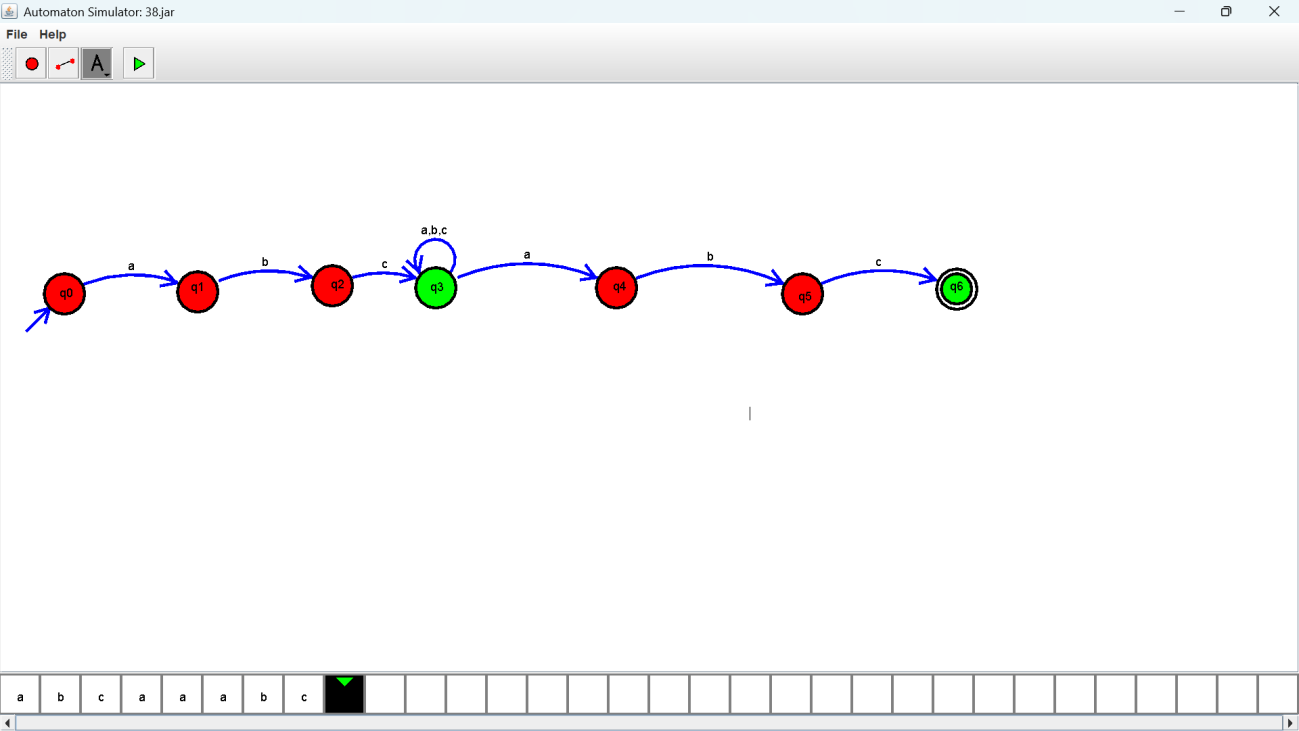 Automaton Simulator: 38.jar
File Help
A
a,b,c
a b c a b c
q0 q1 q2 q3 q4 q5 q6
a b c a a a b c